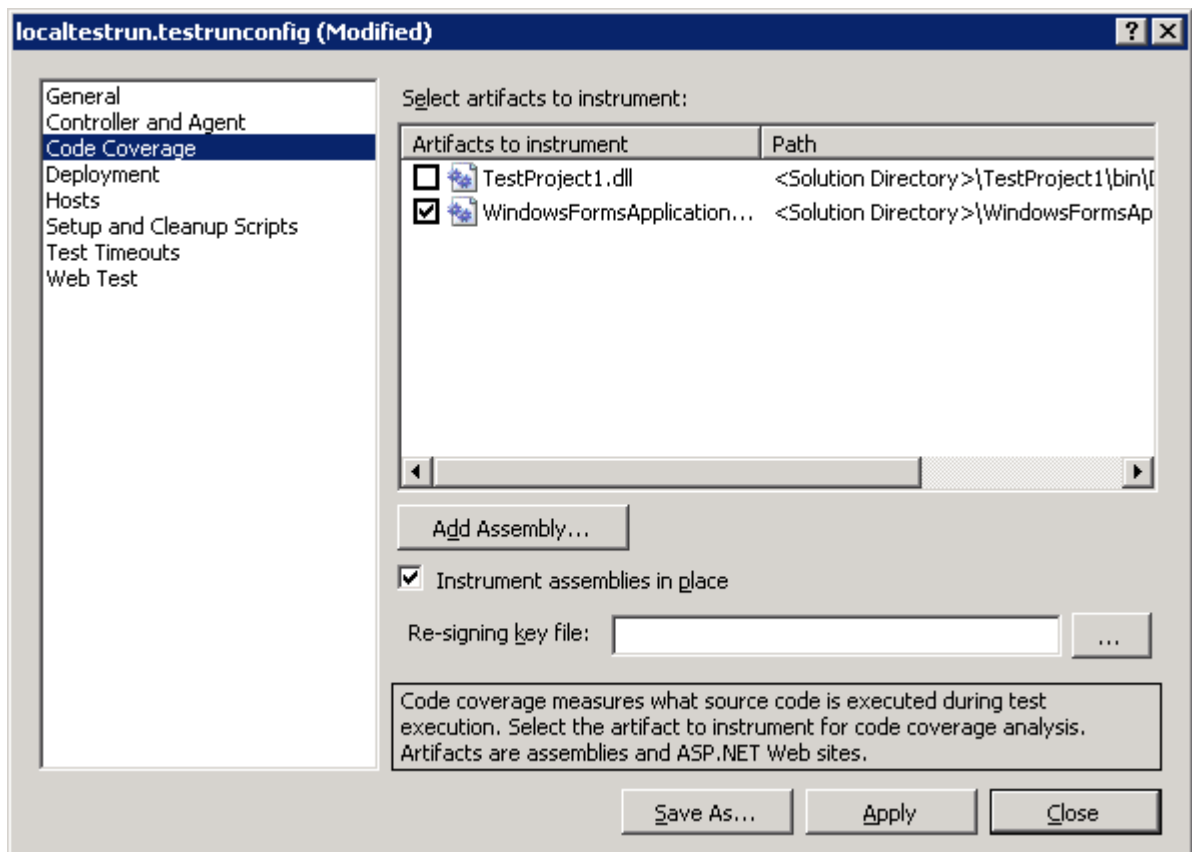 localtestrun.testrunconfig (Modified)
General
Controller and Agent
Code Coverage
Deployment
Hosts
Setup and Cleanup Scripts
Test Timeouts
Web Test
Select artifacts to instrument:
Artifacts to instrument Path
TestProject1.dll <Solution Directory>\TestProject1\bin\D
WindowsFormsApplication... <Solution Directory>\WindowsFormsAp
Add Assembly...
Instrument assemblies in place
Re-signing key file:
...
Code coverage measures what source code is executed during test
execution. Select the artifact to instrument for code coverage analysis.
Artifacts are assemblies and ASP.NET Web sites.
Save As... Apply Close